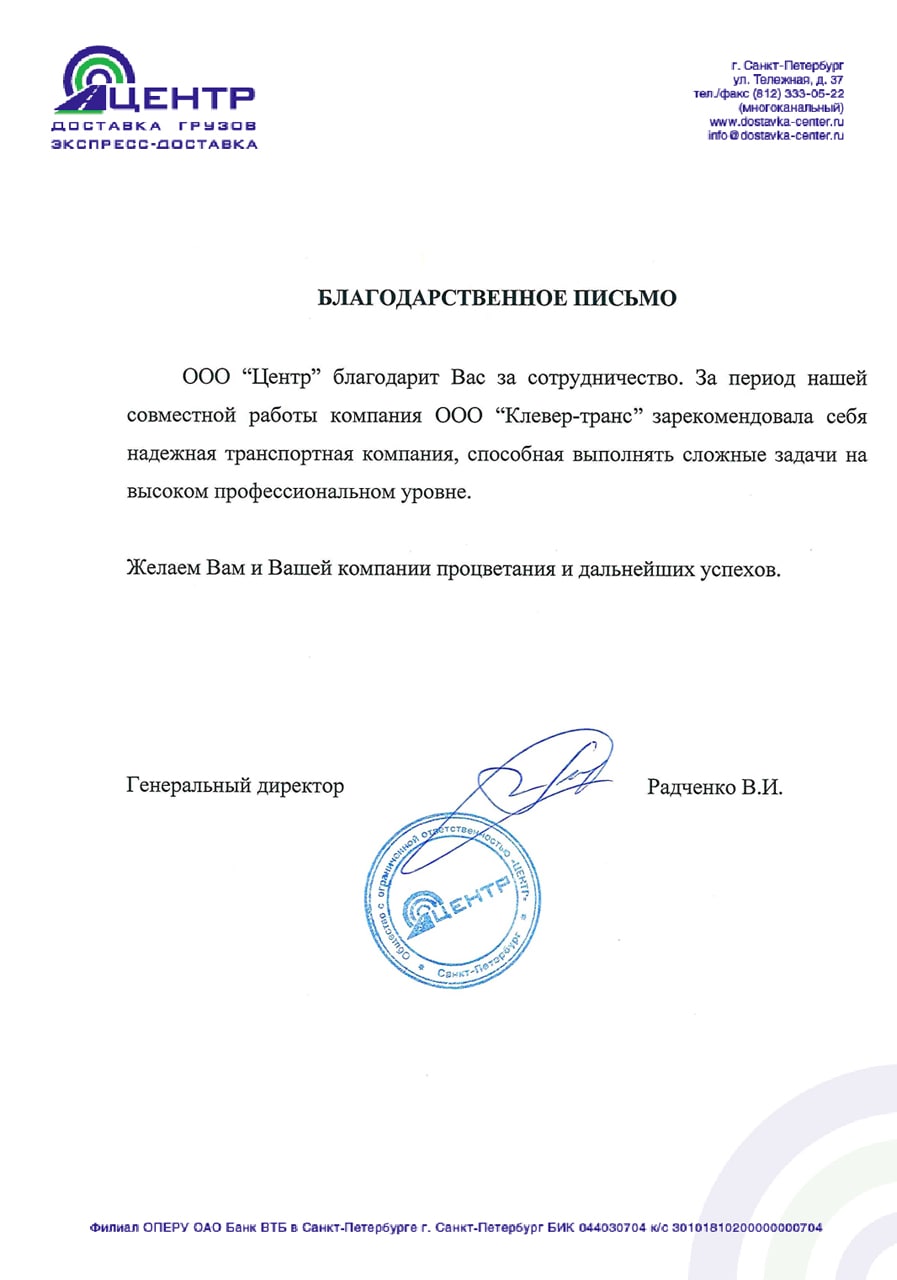 ЦЕНТР
ДОСТАВКА ГРУЗОВ
ЭКСПРЕСС-ДОСТАВКА
г. Санкт-Петербург
ул. Тележная, д. 37
тел./факс (812) 333-05-22
(многоканальный)
www.dostavka-center.ru
info@dostavka-center.ru
БЛАГОДАРСТВЕННОЕ ПИСЬМО
ООО “Центр” благодарит Вас за сотрудничество. За период нашей
совместной работы компания ООО “Клевер-транс” зарекомендовала себя
надежная транспортная компания, способная выполнять сложные задачи на
высоком профессиональном уровне.
Желаем Вам и Вашей компании процветания и дальнейших успехов.
Генеральный директор
Радченко В.И.
Общество с ограниченной ответственностью «ЦЕНТР»
ЦЕНТР
Санкт-Петербург
Филиал ОПЕРУ ОАО Банк ВТБ в Санкт-Петербурге г. Санкт-Петербург БИК 044030704 к/с 30101810200000000704